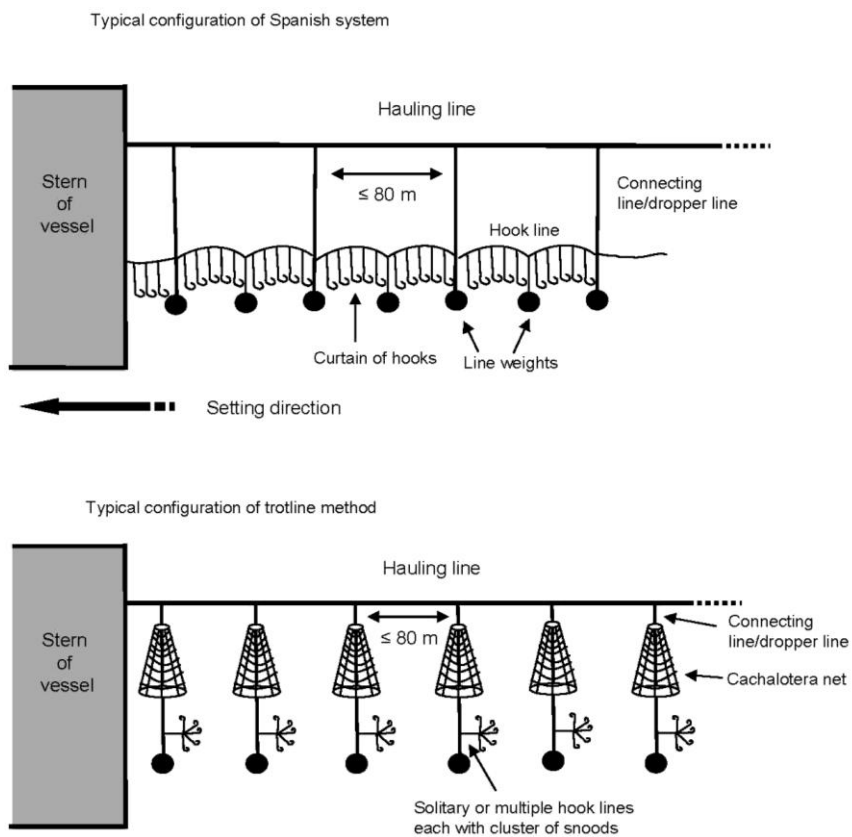 Typical configuration of Spanish system
Hauling line
Stern
of
vessel
≤ 80 m
Connecting
line/dropper line
Hook line
Curtain of hooks
Line weights
Setting direction
Typical configuration of trotline method
Hauling line
Stern
of
vessel
≤ 80 m
Connecting
line/dropper line
Cachalotera net
Solitary or multiple hook lines
each with cluster of snoods